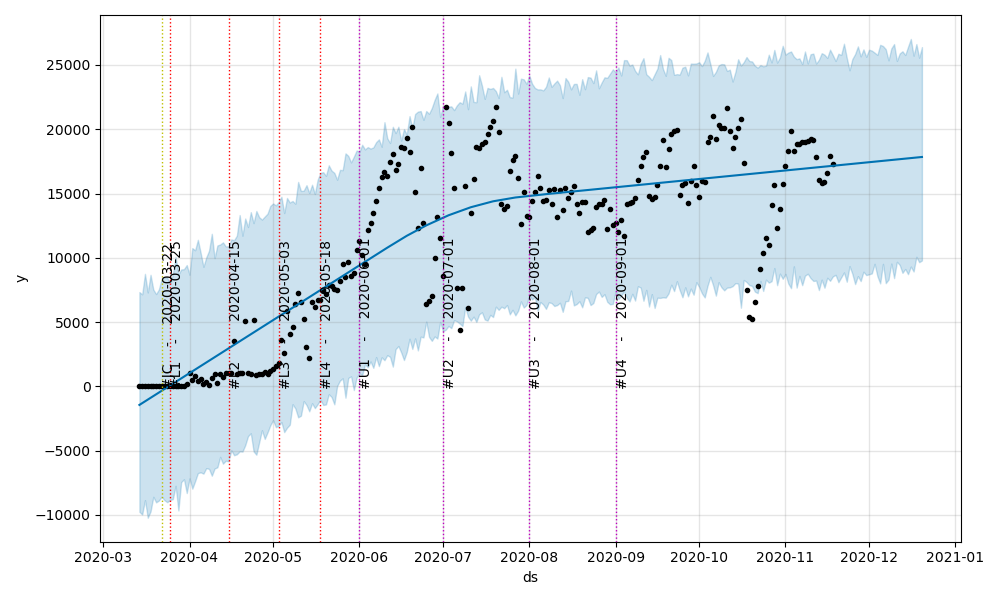 25000
20000
15000
10000
5000
0
−5000
−10000
y
#JC - 2020-03-22
#L1 - 2020-03-25
#L2 - 2020-04-15
#L3 - 2020-05-03
#L4 - 2020-05-18
#U1 - 2020-06-01
#U2 - 2020-07-01
#U3 - 2020-08-01
#U4 - 2020-09-01
2020-03
2020-04
2020-05
2020-06
2020-07
2020-08
2020-09
2020-10
2020-11
2020-12
2021-01
ds